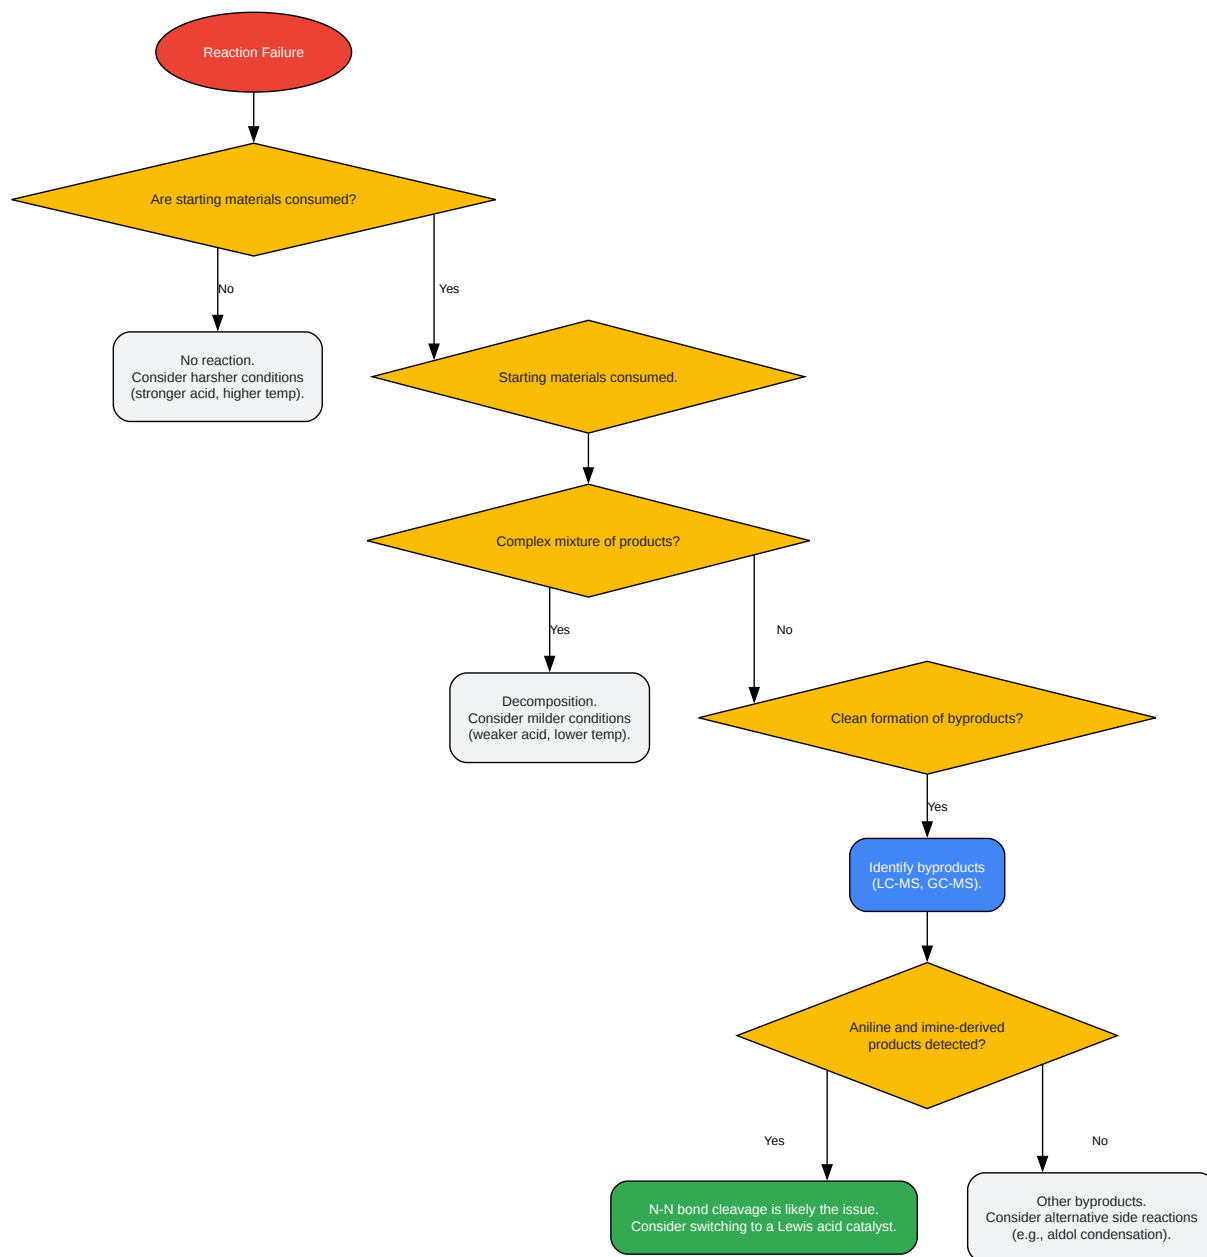 Reaction Failure
Are starting materials consumed?
No
Yes
No reaction.
Consider harsher conditions
(stronger acid, higher temp).
Starting materials consumed.
Complex mixture of products?
Yes
No
Decomposition.
Consider milder conditions
(weaker acid, lower temp).
Clean formation of byproducts?
Yes
Identify byproducts
(LC-MS, GC-MS).
Aniline and imine-derived
products detected?
Yes
No
N-N bond cleavage is likely the issue.
Consider switching to a Lewis acid catalyst.
Other byproducts.
Consider alternative side reactions
(e.g., aldol condensation).